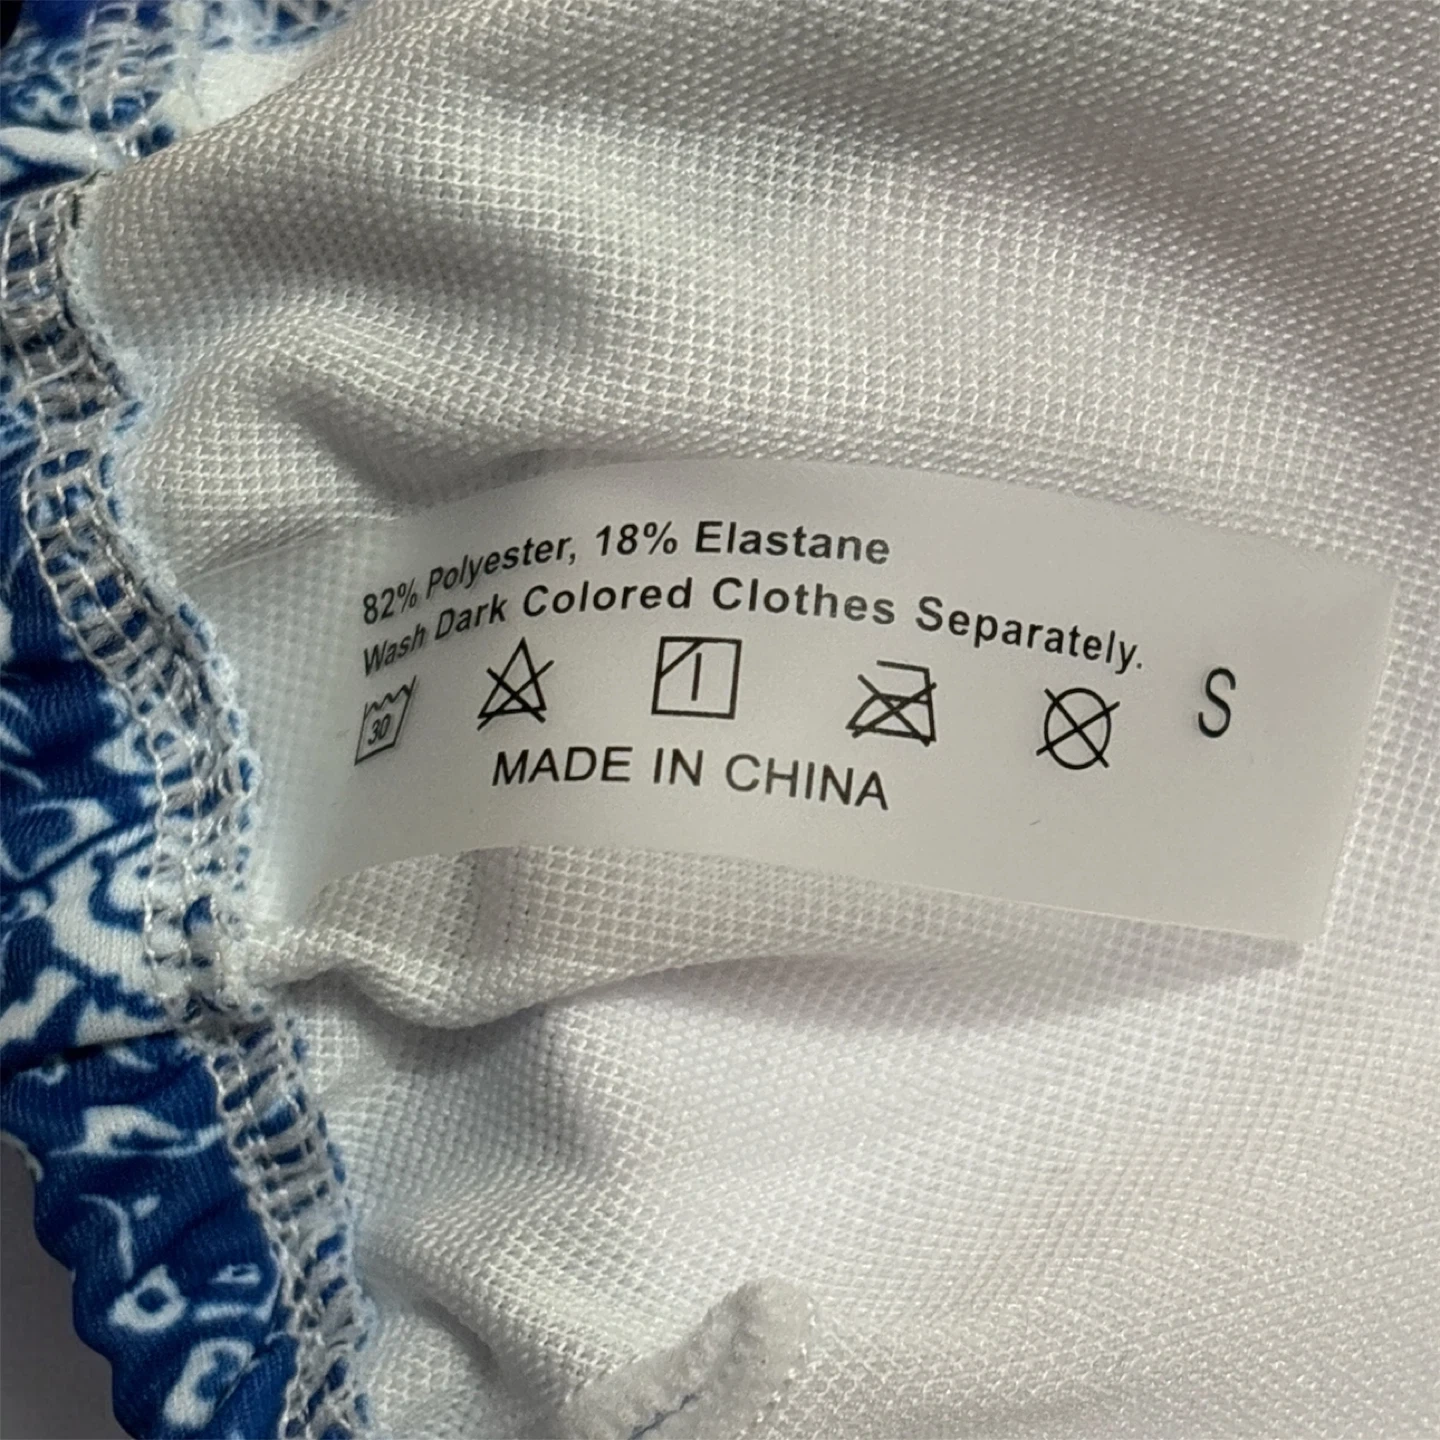 82% Polyester, 18% Elastane
Wash Dark Colored Clothes Separately.
30
S
MADE IN CHINA